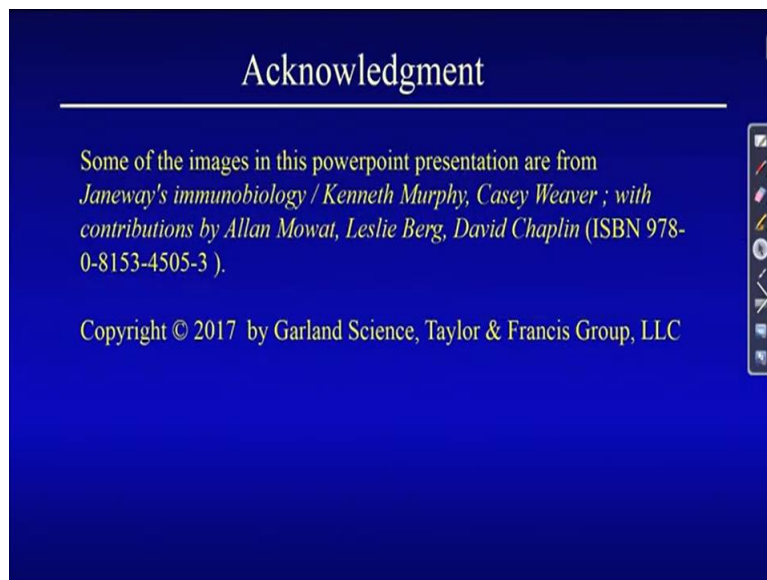 Acknowledgment
Some of the images in this powerpoint presentation are from
Janeway's immunobiology / Kenneth Murphy, Casey Weaver ; with
contributions by Allan Mowat, Leslie Berg, David Chaplin (ISBN 978-
0-8153-4505-3 ).
Copyright © 2017 by Garland Science, Taylor & Francis Group, LLC